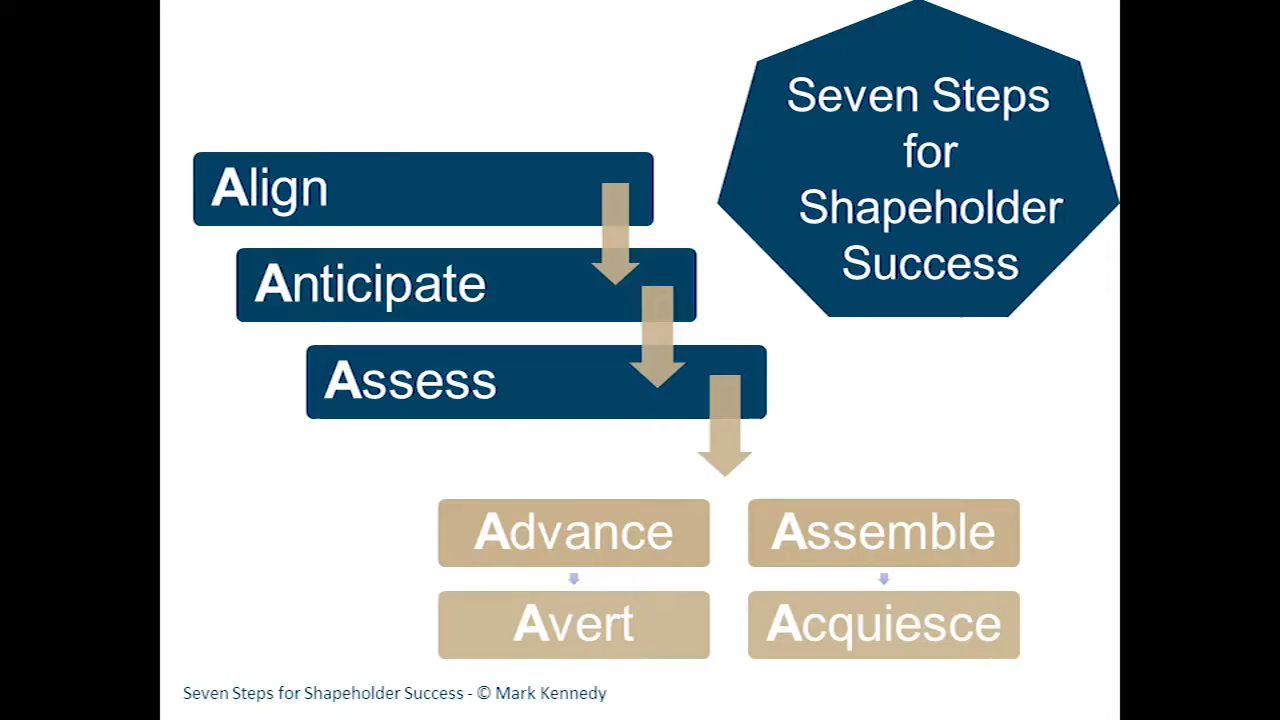 Seven Steps
for
Shapeholder
Success
Align
Anticipate
Assess
Advance
Assemble
Avert
Acquiesce
Seven Steps for Shapeholder Success - © Mark Kennedy